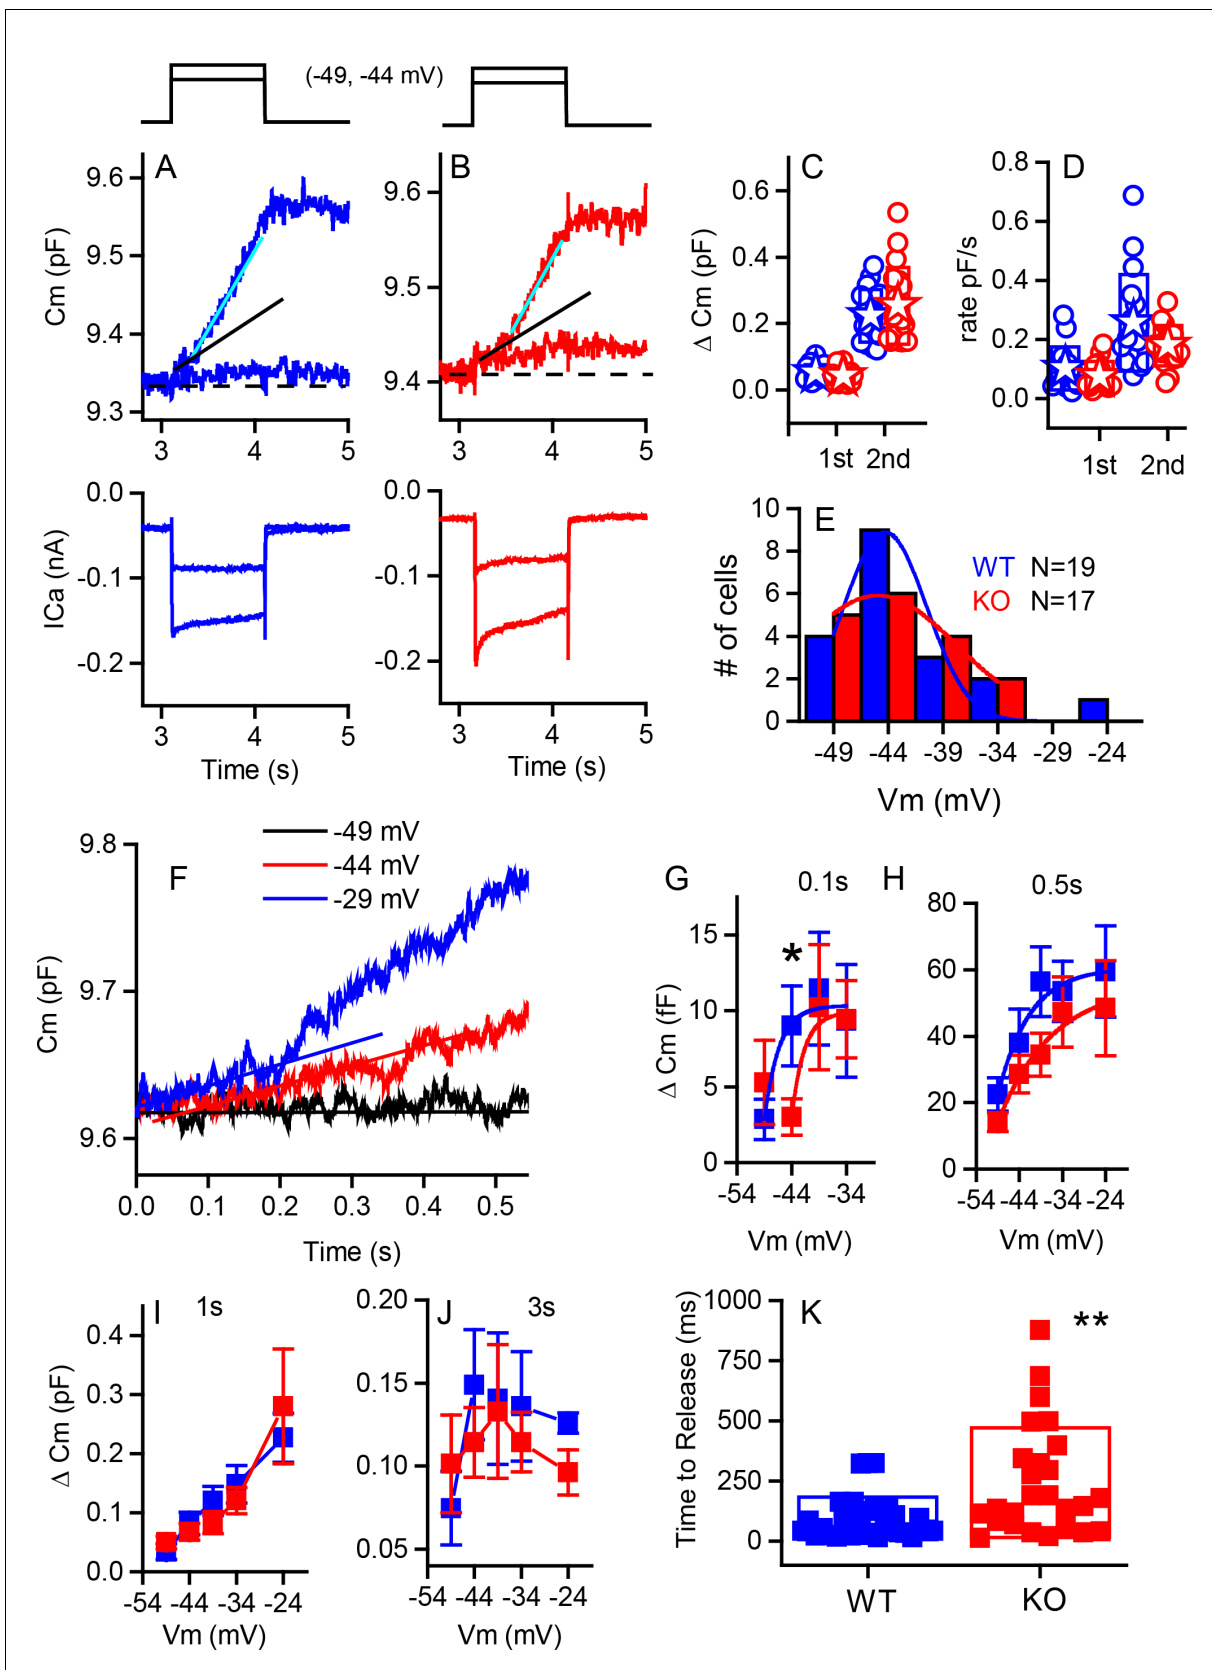 (-49, -44 mV)
A
B
C
D
9.6
9.5
9.4
9.3
Cm (pF)
3 4 5
9.6
9.5
9.4
3 4 5
0.6
0.4
0.2
0.0
Δ Cm (pF)
1st 2nd
0.8
0.6
0.4
0.2
0.0
rate pF/s
1st 2nd
0.0
-0.1
-0.2
ICa (nA)
3 4 5
Time (s)
0.0
-0.1
-0.2
3 4 5
Time (s)
E
10
8
6
4
2
0
# of cells
WT N=19
KO N=17
-49 -44 -39 -34 -29 -24
Vm (mV)
F
-49 mV
-44 mV
-29 mV
9.8
9.7
9.6
Cm (pF)
0.0 0.1 0.2 0.3 0.4 0.5
Time (s)
G
0.1s
15
10
5
0
Δ Cm (fF)
*
-54 -44 -34
Vm (mV)
H
0.5s
80
60
40
20
0
-54 -44 -34 -24
Vm (mV)
I
1s
0.4
0.3
0.2
0.1
0.0
Δ Cm (pF)
-54 -44 -34 -24
Vm (mV)
J
3s
0.20
0.15
0.10
0.05
-54 -44 -34 -24
Vm (mV)
K
**
1000
750
500
250
0
Time to Release (ms)
WT KO